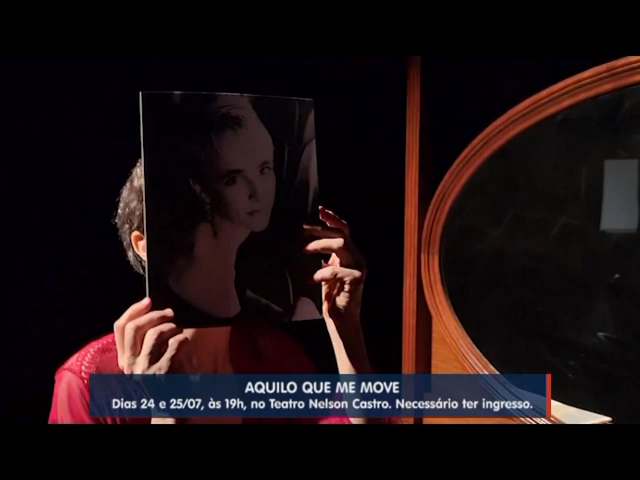 AQUILO QUE ME MOVE
Dias 24 e 25/07, às 19h, no Teatro Nelson Castro. Necessário ter ingresso.